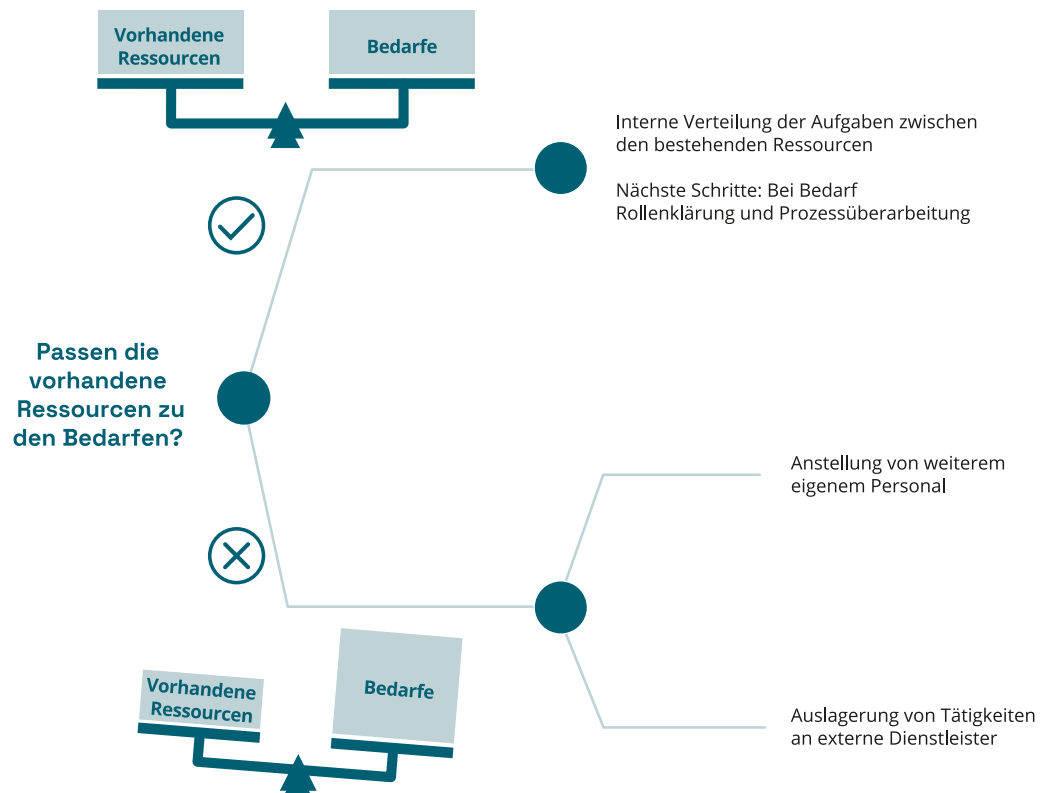 Vorhandene
Ressourcen
Bedarfe
Interne Verteilung der Aufgaben zwischen
den bestehenden Ressourcen
Nächste Schritte: Bei Bedarf
Rollenklärung und Prozessüberarbeitung
Passen die
vorhandene
Ressourcen zu
den Bedarfen?
Anstellung von weiterem
eigenem Personal
Vorhandene
Ressourcen
Bedarfe
Auslagerung von Tätigkeiten
an externe Dienstleister